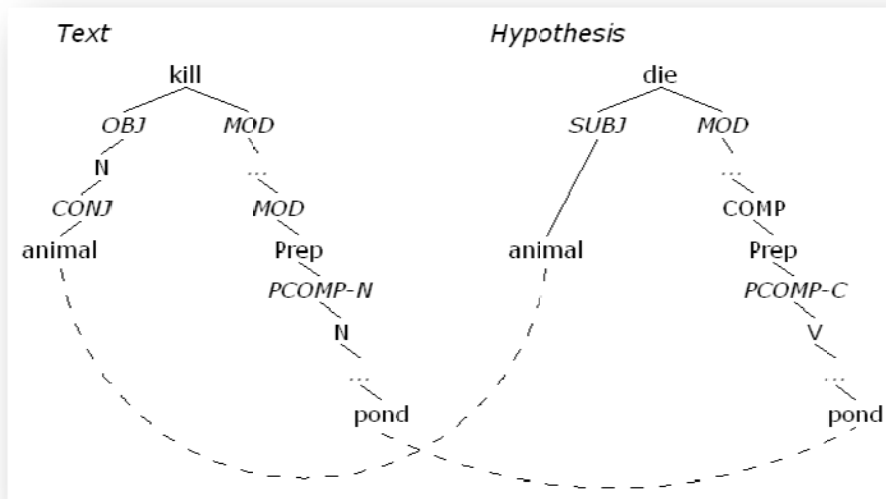 Text Hypothesis
kill die
OBJ MOD SUBJ MOD
N ... ...
CONJ MOD COMP
animal Prep animal Prep
PCOMP-N PCOMP-C
N V
... ...
pond pond